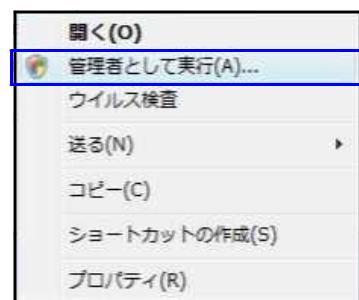 開く(O)
管理者として実行(A)...
ウイルス検査
送る(N)
コピー(C)
ショートカットの作成(S)
プロパティ(R)